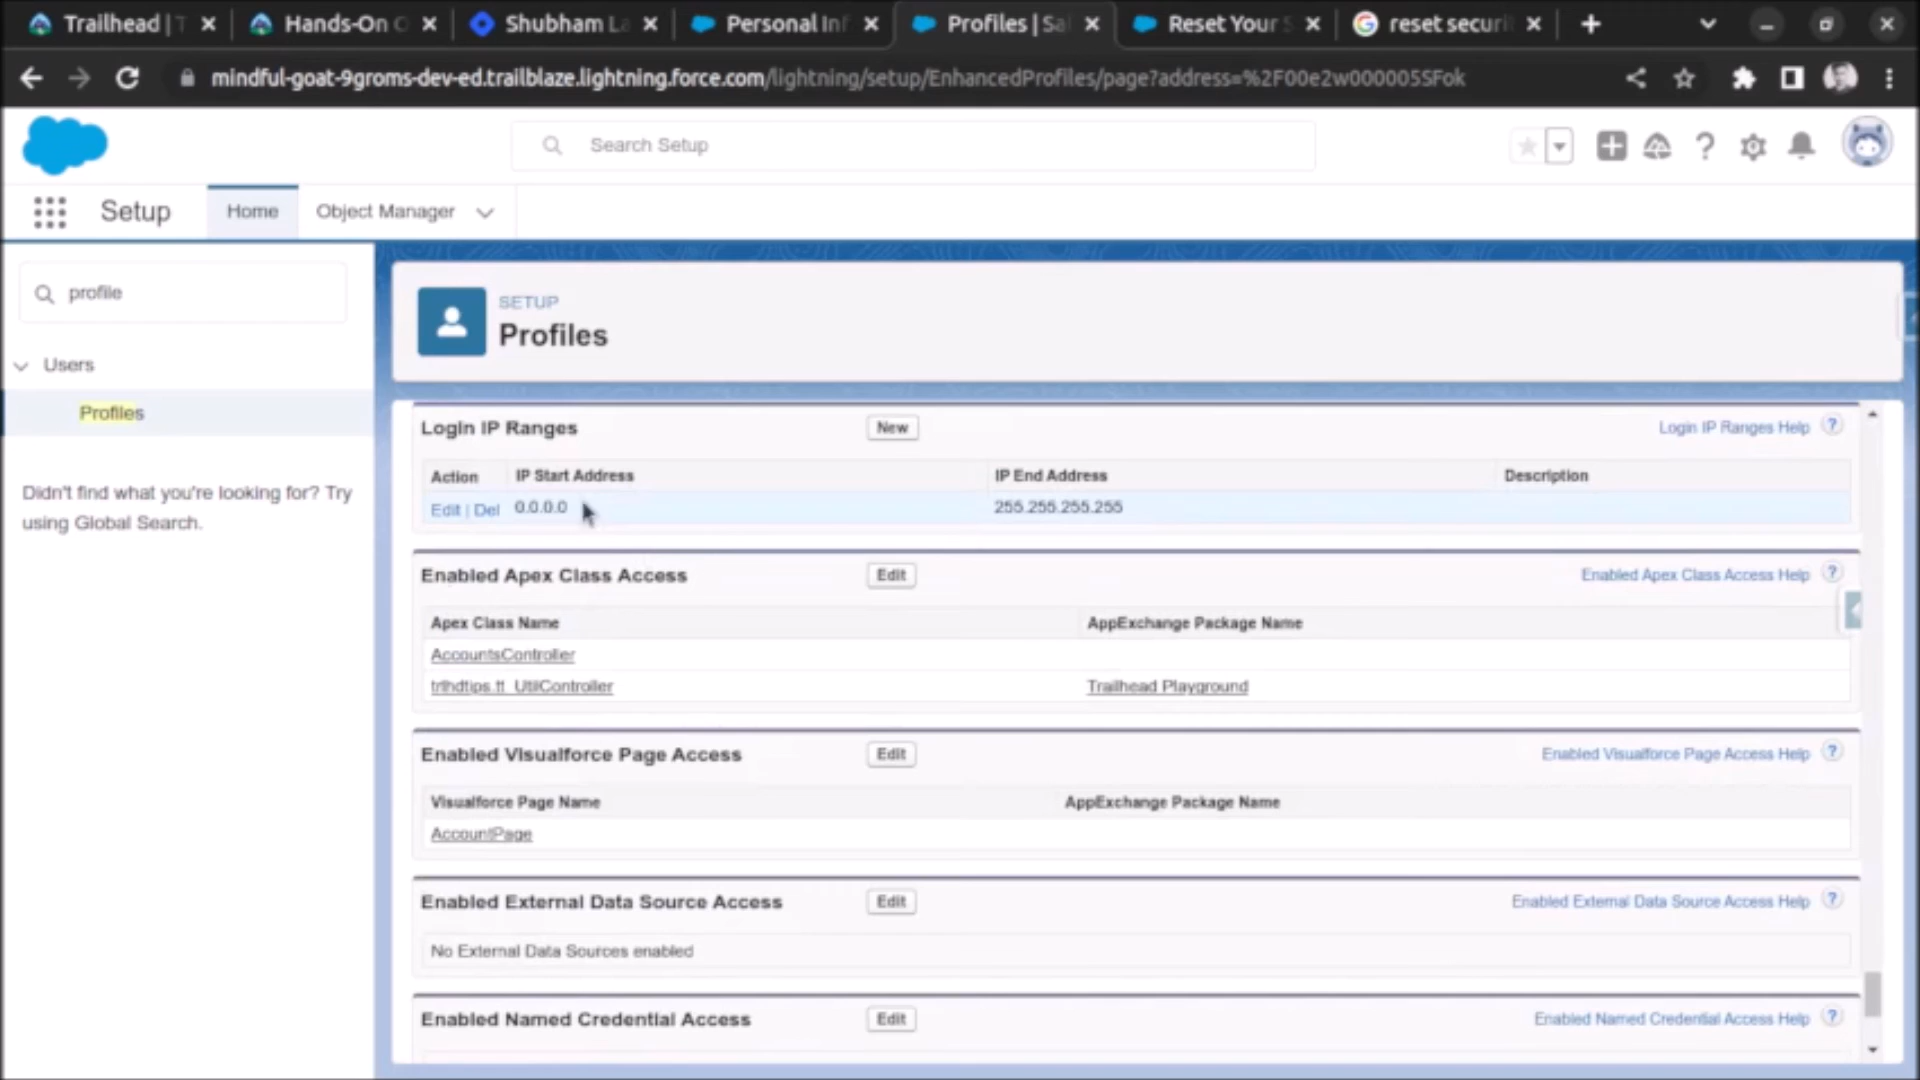 Trailhead | T
Hands-On C
Shubham La
Personal Inf
Profiles | Sa
Reset Your S
reset securi
mindful-goat-9groms-dev-ed.trailblaze.lightning.force.com/lightning/setup/EnhancedProfiles/page?address=%2F00e2w000005SFok
Search Setup
Setup
Home
Object Manager
profile
Users
Profiles
Didn't find what you're looking for? Try
using Global Search.
SETUP
Profiles
Login IP Ranges
New
Login IP Ranges Help ?
Action IP Start Address IP End Address Description
Edit | Del 0.0.0.0 255.255.255.255
Enabled Apex Class Access
Edit
Enabled Apex Class Access Help ?
Apex Class Name AppExchange Package Name
AccountsController
trlhdtips.tt_UtilController Trailhead Playground
Enabled Visualforce Page Access
Edit
Enabled Visualforce Page Access Help ?
Visualforce Page Name AppExchange Package Name
AccountPage
Enabled External Data Source Access
Edit
Enabled External Data Source Access Help ?
No External Data Sources enabled
Enabled Named Credential Access
Edit
Enabled Named Credential Access Help ?